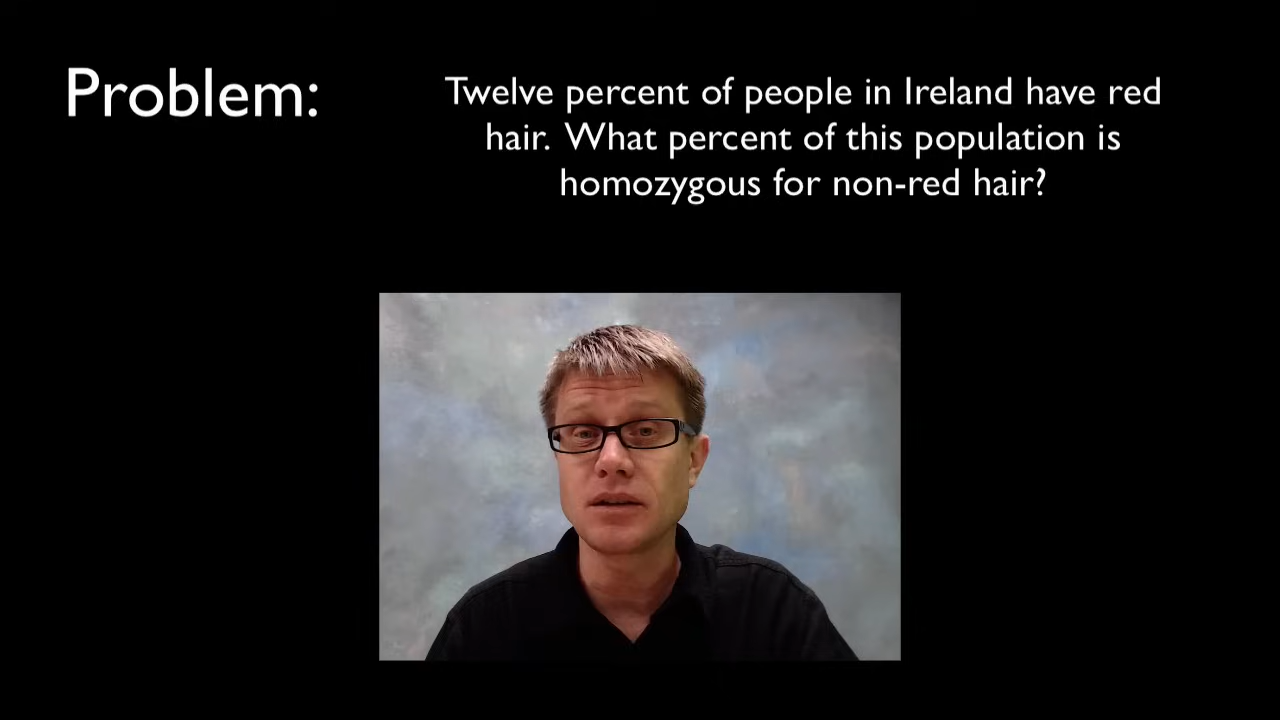 Problem:
Twelve percent of people in Ireland have red
hair. What percent of this population is
homozygous for non-red hair?